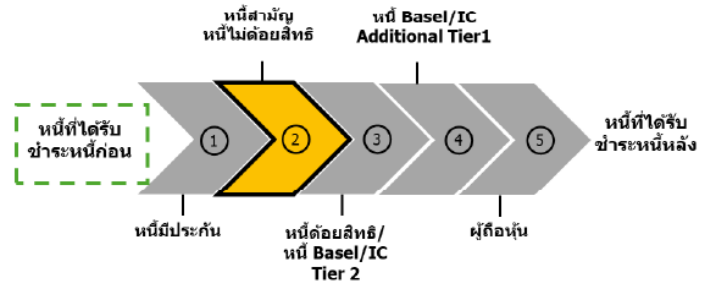 หนี้สามัญ
หนี้ไม่ด้อยสิทธิ
หนี้ Basel/IC
Additional Tier1
หนี้ที่ได้รับ
ชำระหนี้ก่อน
1
2
3
4
5
หนี้ที่ได้รับ
ชำระหนี้หลัง
หนี้มีประกัน
หนี้ด้อยสิทธิ/
หนี้ Basel/IC
Tier 2
ผู้ถือหุ้น